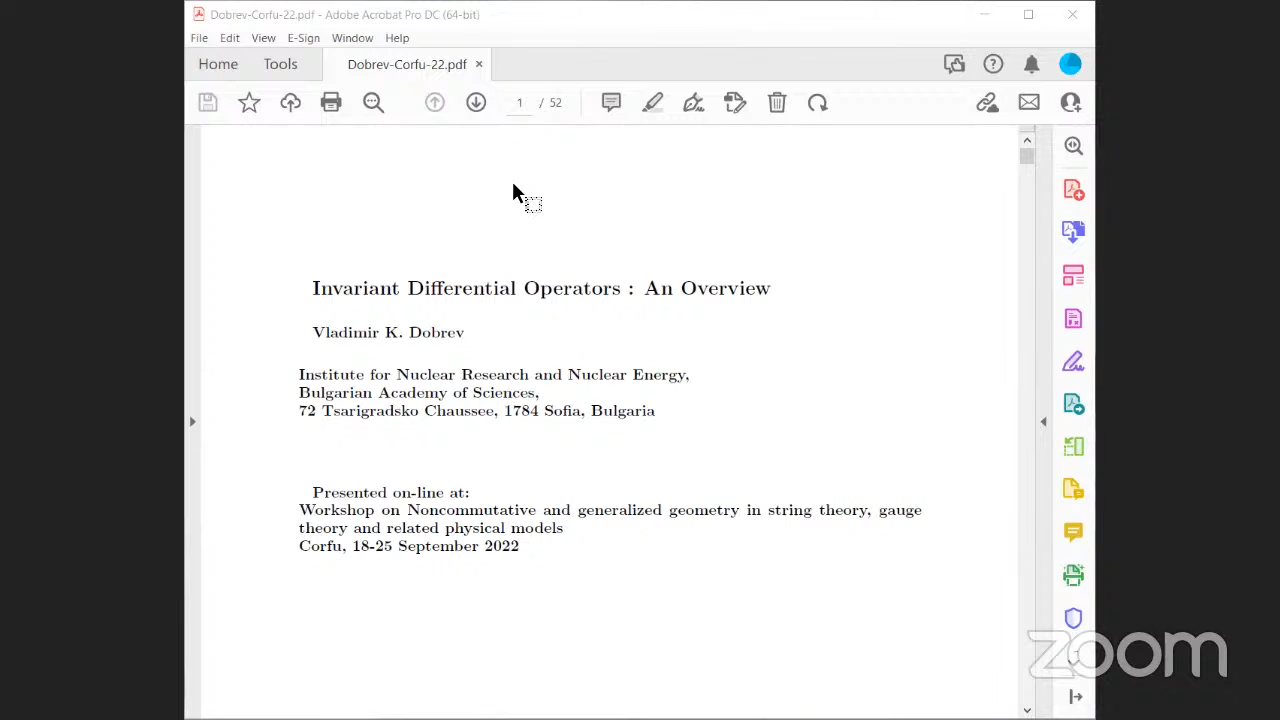 Dobrev-Corfu-22.pdf - Adobe Acrobat Pro DC (64-bit)
File Edit View E-Sign Window Help
Home Tools Dobrev-Corfu-22.pdf ×
1 / 52
Invariant Differential Operators : An Overview
Vladimir K. Dobrev
Institute for Nuclear Research and Nuclear Energy,
Bulgarian Academy of Sciences,
72 Tsarigradsko Chaussee, 1784 Sofia, Bulgaria
Presented on-line at:
Workshop on Noncommutative and generalized geometry in string theory, gauge
theory and related physical models
Corfu, 18-25 September 2022
zoom